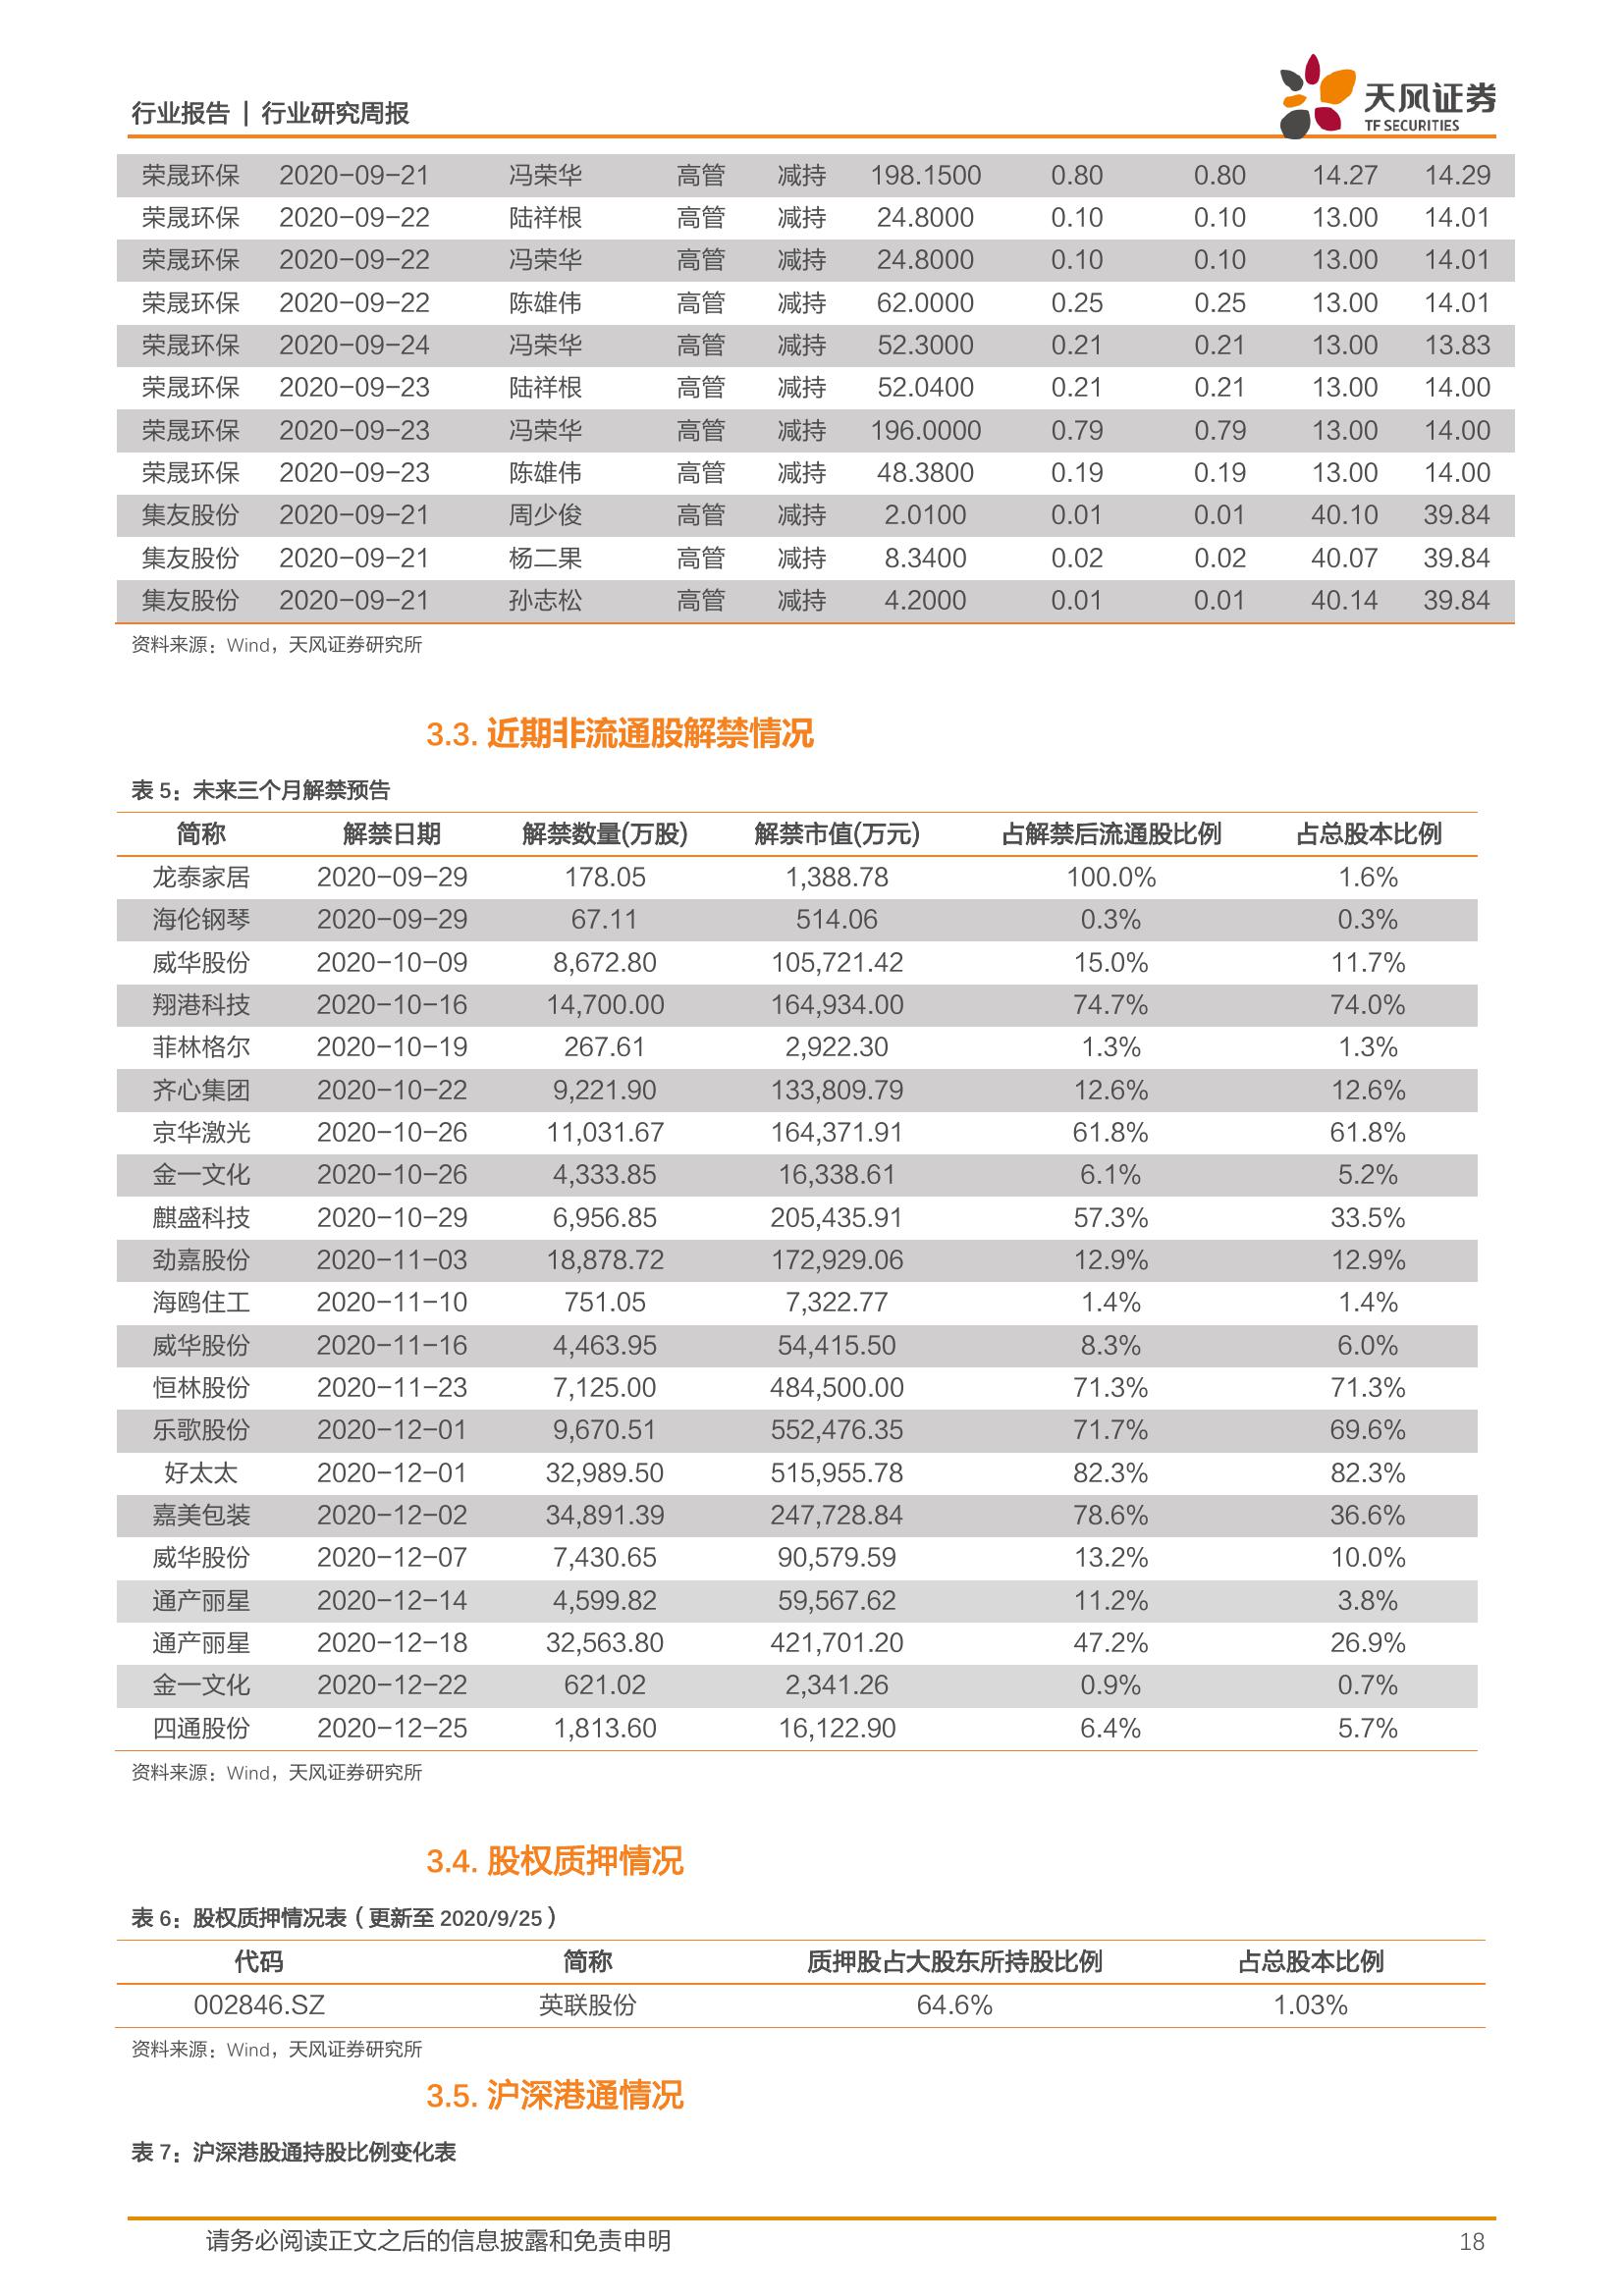 行业报告 | 行业研究周报
天风证券
TF SECURITIES
荣晟环保 2020-09-21 冯荣华 高管 减持 198.1500 0.80 0.80 14.27 14.29
荣晟环保 2020-09-22 陆祥根 高管 减持 24.8000 0.10 0.10 13.00 14.01
荣晟环保 2020-09-22 冯荣华 高管 减持 24.8000 0.10 0.10 13.00 14.01
荣晟环保 2020-09-22 陈雄伟 高管 减持 62.0000 0.25 0.25 13.00 14.01
荣晟环保 2020-09-24 冯荣华 高管 减持 52.3000 0.21 0.21 13.00 13.83
荣晟环保 2020-09-23 陆祥根 高管 减持 52.0400 0.21 0.21 13.00 14.00
荣晟环保 2020-09-23 冯荣华 高管 减持 196.0000 0.79 0.79 13.00 14.00
荣晟环保 2020-09-23 陈雄伟 高管 减持 48.3800 0.19 0.19 13.00 14.00
集友股份 2020-09-21 周少俊 高管 减持 2.0100 0.01 0.01 40.10 39.84
集友股份 2020-09-21 杨二果 高管 减持 8.3400 0.02 0.02 40.07 39.84
集友股份 2020-09-21 孙志松 高管 减持 4.2000 0.01 0.01 40.14 39.84
资料来源：Wind，天风证券研究所
3.3. 近期非流通股解禁情况
表 5：未来三个月解禁预告
简称 解禁日期 解禁数量(万股) 解禁市值(万元) 占解禁后流通股比例 占总股本比例
龙泰家居 2020-09-29 178.05 1,388.78 100.0% 1.6%
海伦钢琴 2020-09-29 67.11 514.06 0.3% 0.3%
威华股份 2020-10-09 8,672.80 105,721.42 15.0% 11.7%
翔港科技 2020-10-16 14,700.00 164,934.00 74.7% 74.0%
菲林格尔 2020-10-19 267.61 2,922.30 1.3% 1.3%
齐心集团 2020-10-22 9,221.90 133,809.79 12.6% 12.6%
京华激光 2020-10-26 11,031.67 164,371.91 61.8% 61.8%
金一文化 2020-10-26 4,333.85 16,338.61 6.1% 5.2%
麒盛科技 2020-10-29 6,956.85 205,435.91 57.3% 33.5%
劲嘉股份 2020-11-03 18,878.72 172,929.06 12.9% 12.9%
海鸥住工 2020-11-10 751.05 7,322.77 1.4% 1.4%
威华股份 2020-11-16 4,463.95 54,415.50 8.3% 6.0%
恒林股份 2020-11-23 7,125.00 484,500.00 71.3% 71.3%
乐歌股份 2020-12-01 9,670.51 552,476.35 71.7% 69.6%
好太太 2020-12-01 32,989.50 515,955.78 82.3% 82.3%
嘉美包装 2020-12-02 34,891.39 247,728.84 78.6% 36.6%
威华股份 2020-12-07 7,430.65 90,579.59 13.2% 10.0%
通产丽星 2020-12-14 4,599.82 59,567.62 11.2% 3.8%
通产丽星 2020-12-18 32,563.80 421,701.20 47.2% 26.9%
金一文化 2020-12-22 621.02 2,341.26 0.9% 0.7%
四通股份 2020-12-25 1,813.60 16,122.90 6.4% 5.7%
资料来源：Wind，天风证券研究所
3.4. 股权质押情况
表 6：股权质押情况表（更新至 2020/9/25）
代码 简称 质押股占大股东所持股比例 占总股本比例
002846.SZ 英联股份 64.6% 1.03%
资料来源：Wind，天风证券研究所
3.5. 沪深港通情况
表 7：沪深港股通持股比例变化表
请务必阅读正文之后的信息披露和免责申明 18